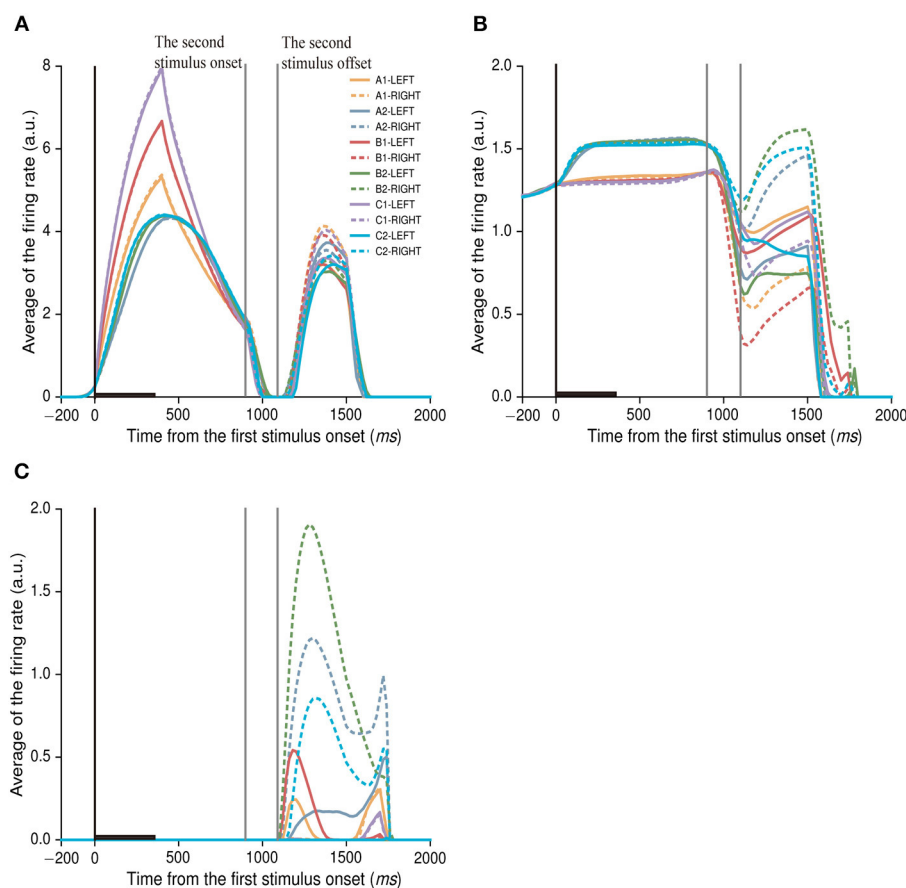 A
The second
stimulus onset
The second
stimulus offset
8
6
4
2
0
Average of the firing rate (a.u.)
A1-LEFT
A1-RIGHT
A2-LEFT
A2-RIGHT
B1-LEFT
B1-RIGHT
B2-LEFT
B2-RIGHT
C1-LEFT
C1-RIGHT
C2-LEFT
C2-RIGHT
−200 0 500 1000 1500 2000
Time from the first stimulus onset (ms)
B
2.0
1.5
1.0
0.5
0.0
Average of the firing rate (a.u.)
−200 0 500 1000 1500 2000
Time from the first stimulus onset (ms)
C
2.0
1.5
1.0
0.5
0.0
Average of the firing rate (a.u.)
−200 0 500 1000 1500 2000
Time from the first stimulus onset (ms)